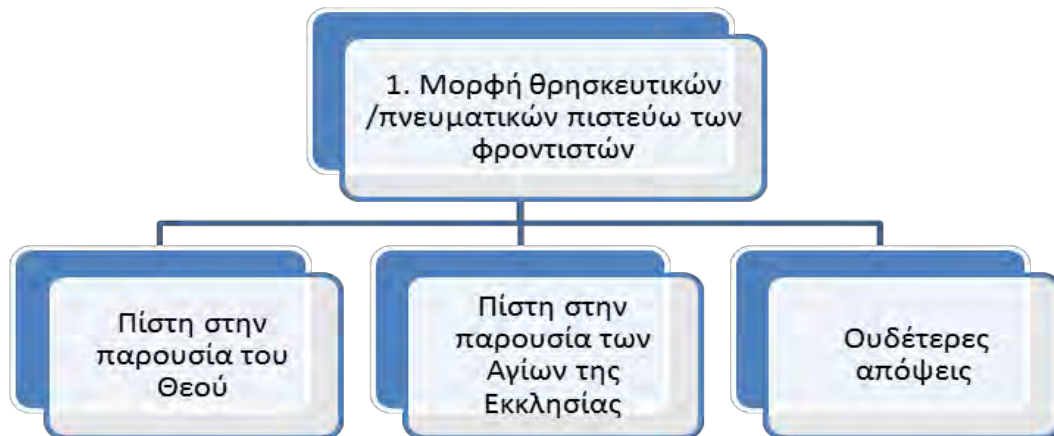 1. Μορφή θρησκευτικών
/πνευματικών πιστεύω των
φροντιστών
Πίστη στην
παρουσία του
Θεού
Πίστη στην
παρουσία των
Αγίων της
Εκκλησίας
Ουδέτερες
απόψεις